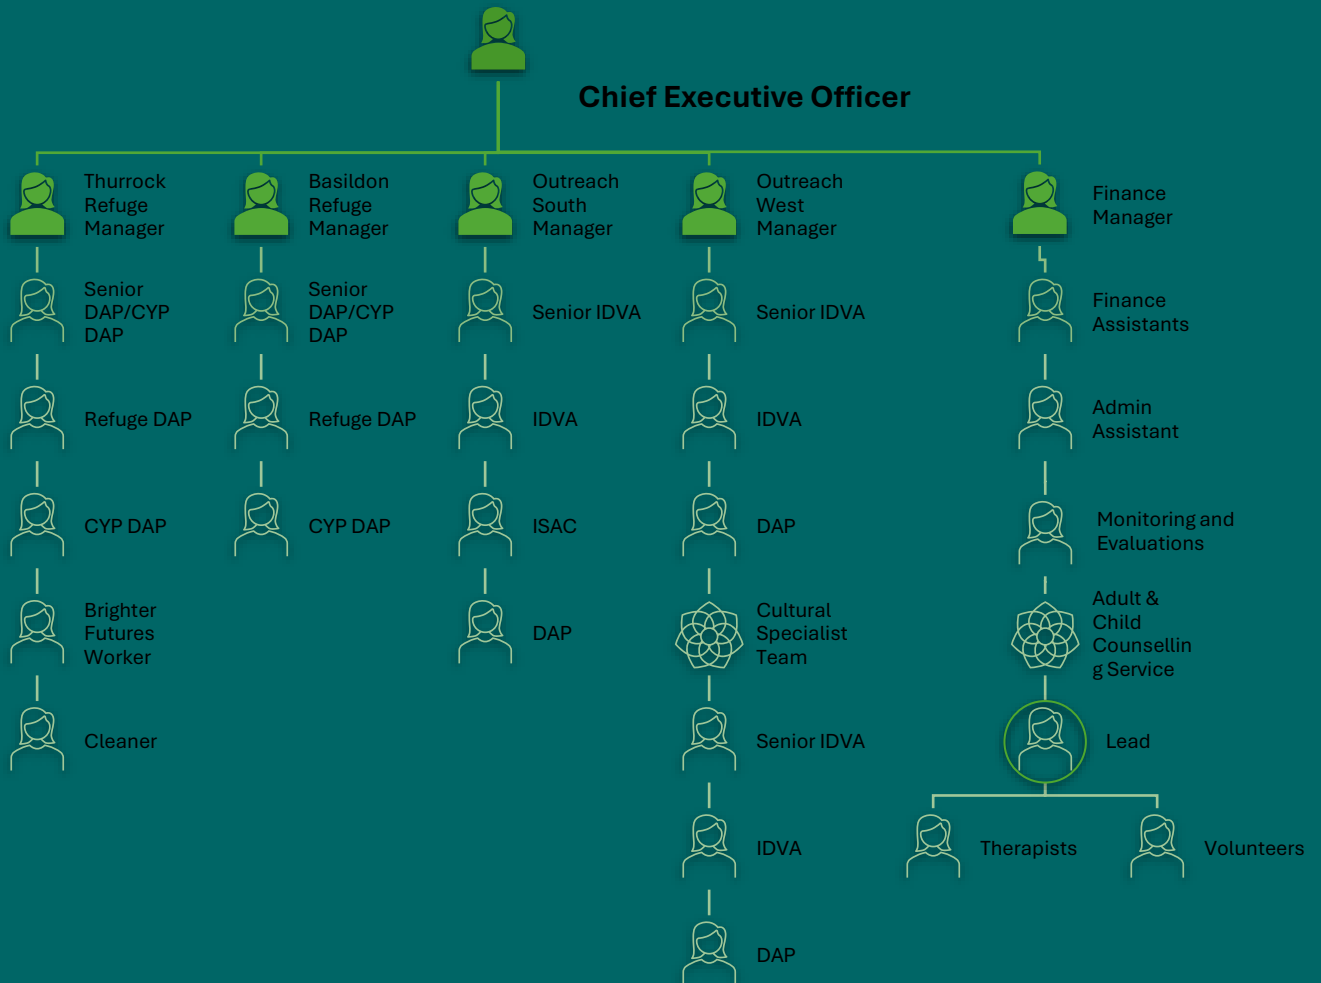 Chief Executive Officer
Thurrock
Refuge
Manager
Basildon
Refuge
Manager
Outreach
South
Manager
Outreach
West
Manager
Finance
Manager
Senior
DAP/CYP
DAP
Senior
DAP/CYP
DAP
Senior IDVA
Senior IDVA
Finance
Assistants
Refuge DAP
Refuge DAP
IDVA
IDVA
Admin
Assistant
CYP DAP
CYP DAP
ISAC
DAP
Monitoring and
Evaluations
Brighter
Futures
Worker
DAP
Cultural
Specialist
Team
Adult &
Child
Counsellin
g Service
Cleaner
Senior IDVA
Lead
IDVA
Therapists
Volunteers
DAP